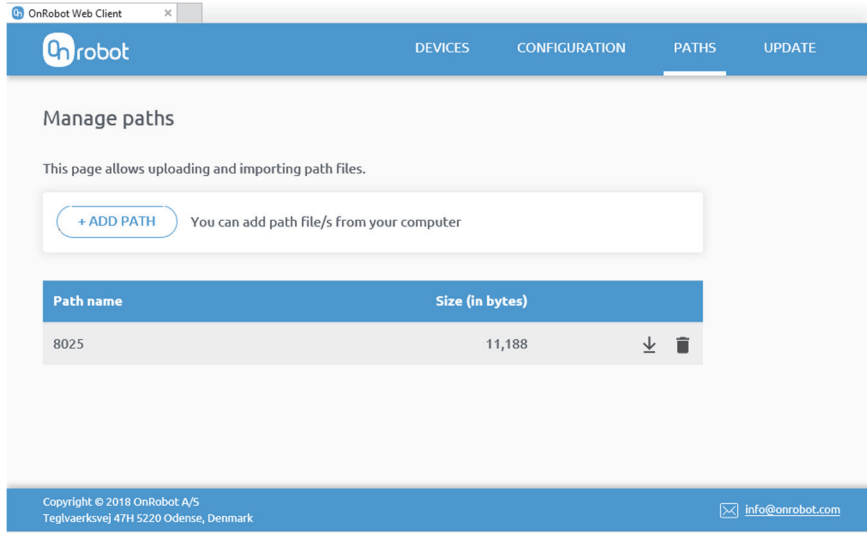 OnRobot Web Client
On robot
DEVICES CONFIGURATION PATHS UPDATE
Manage paths
This page allows uploading and importing path files.
+ ADD PATH You can add path file/s from your computer
Path name Size (in bytes)
8025 11,188
Copyright © 2018 OnRobot A/S
Teglvaerksvej 47H 5220 Odense, Denmark
info@onrobot.com